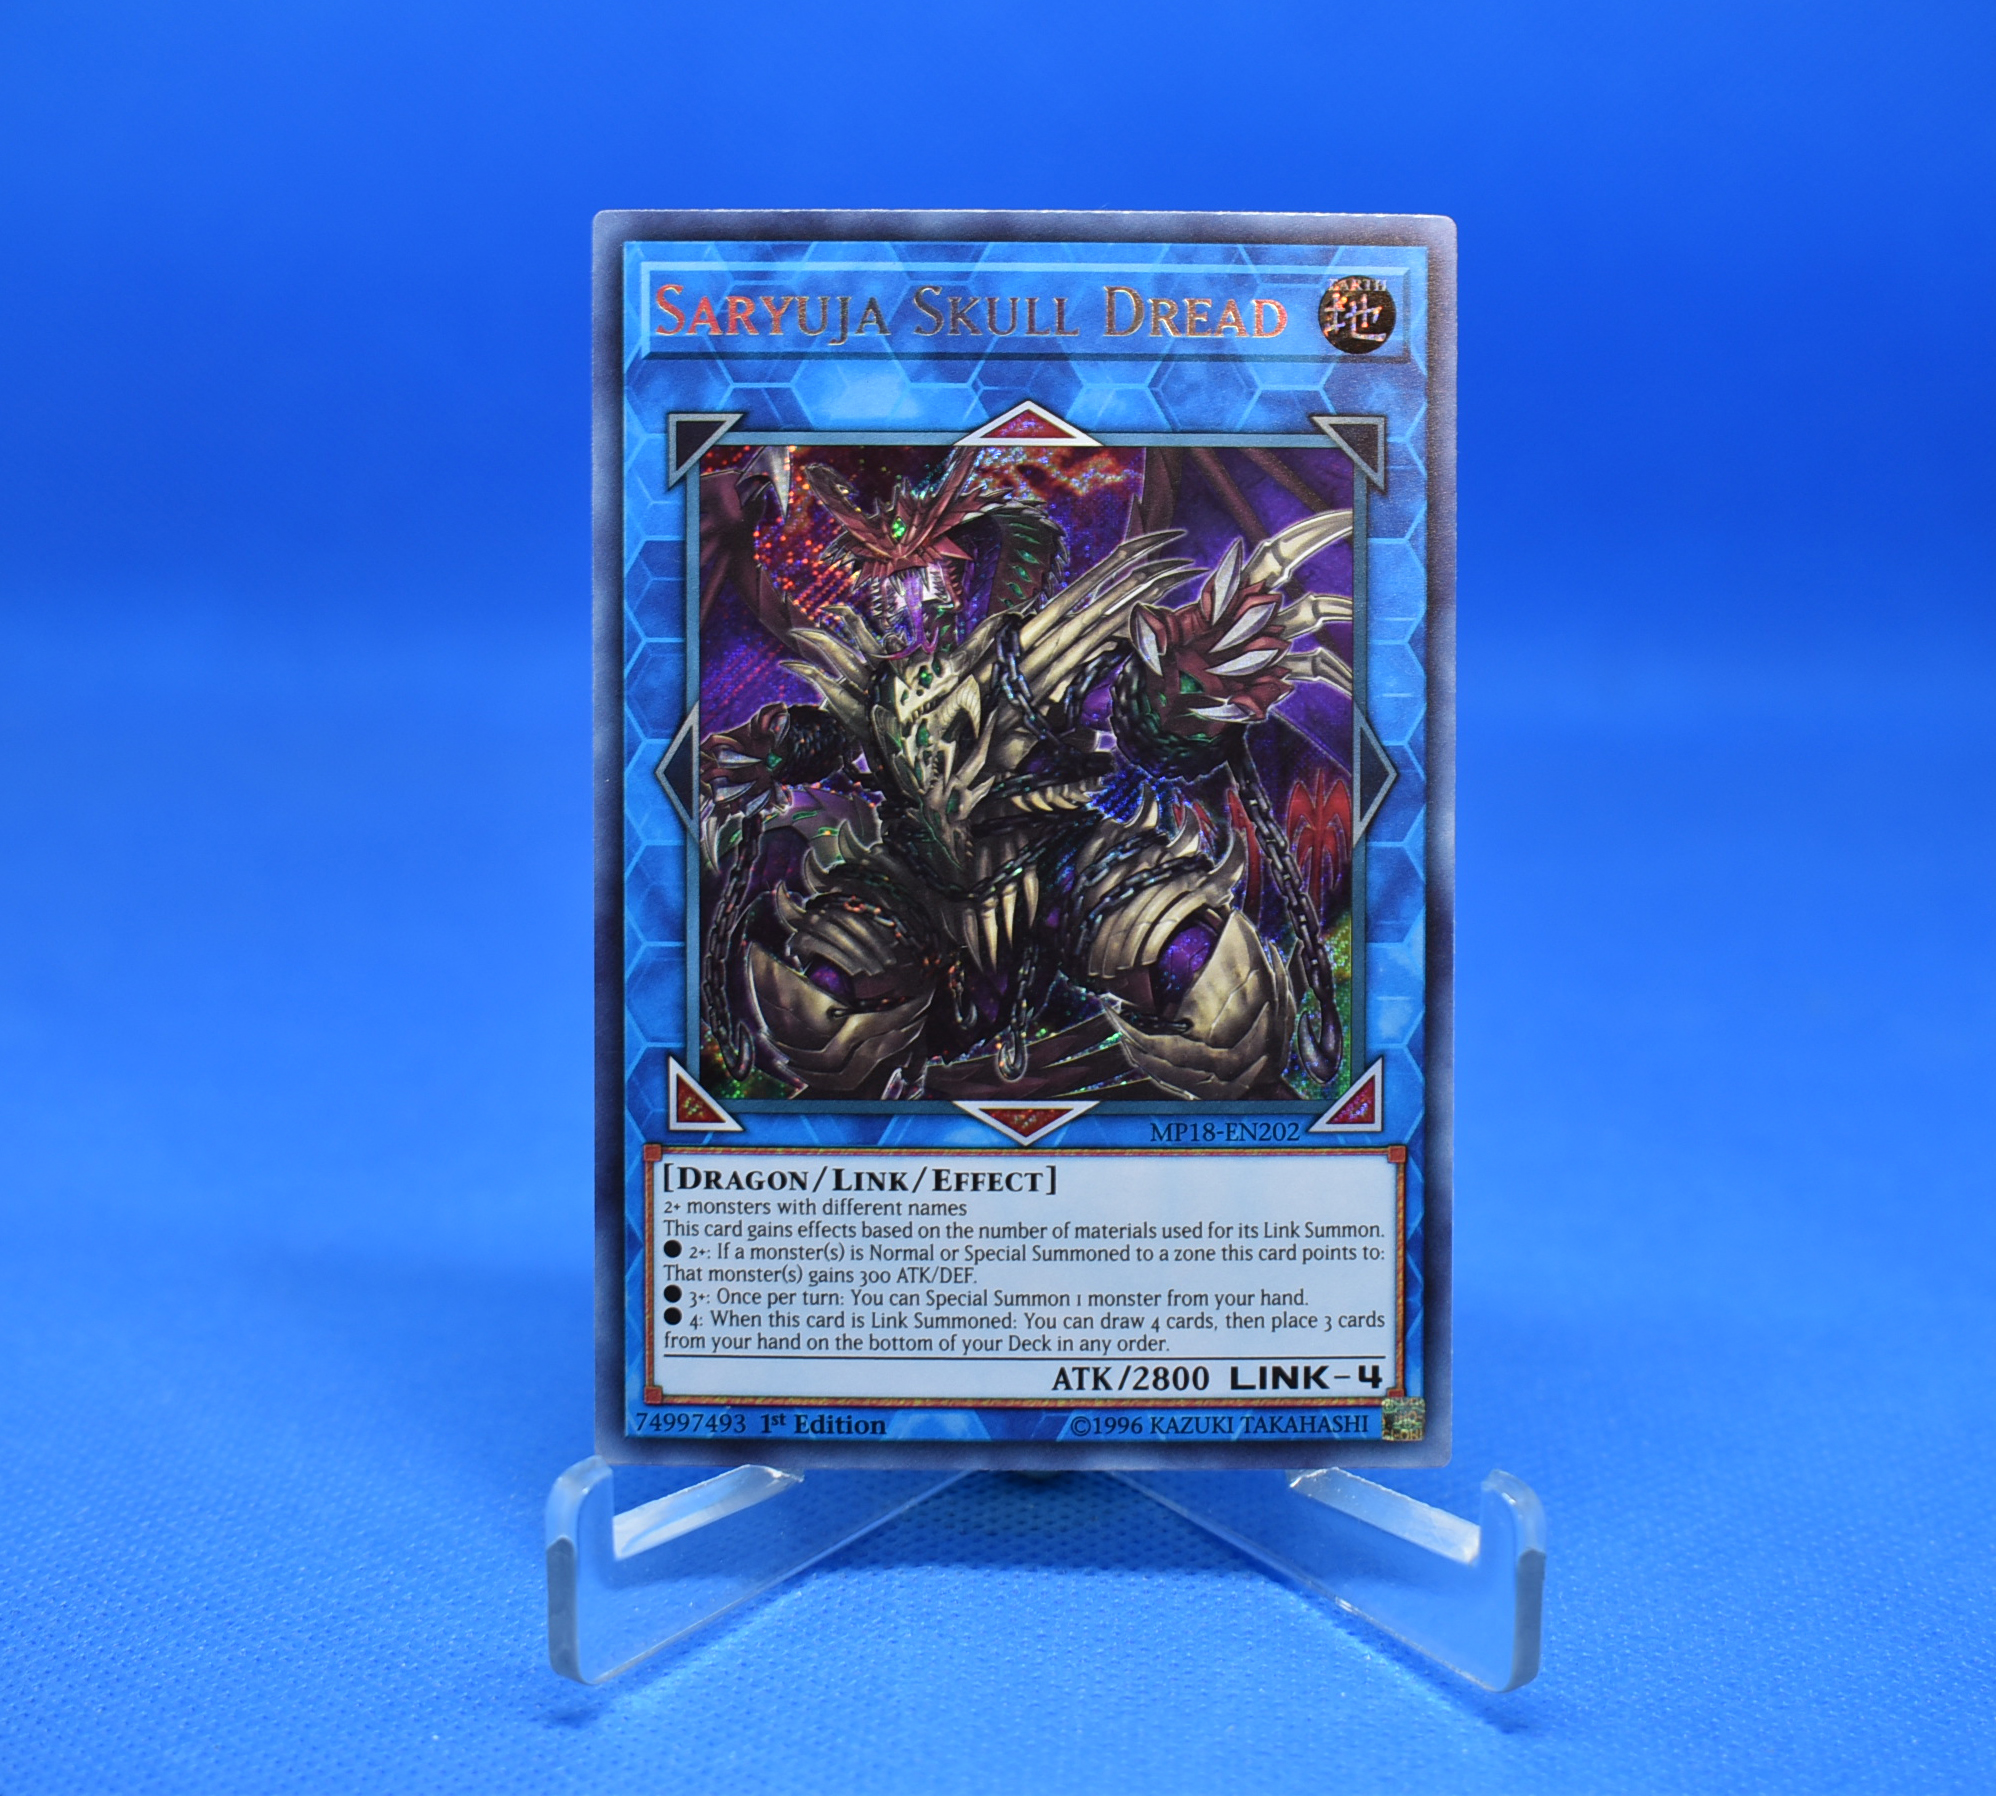 SARYUJA SKULL DREAD
EARTH
地
MP18-EN202
[DRAGON/LINK/EFFECT]
2+ monsters with different names
This card gains effects based on the number of materials used for its Link Summon.
● 2+: If a monster(s) is Normal or Special Summoned to a zone this card points to:
That monster(s) gains 300 ATK/DEF.
● 3+: Once per turn: You can Special Summon 1 monster from your hand.
● 4: When this card is Link Summoned: You can draw 4 cards, then place 3 cards
from your hand on the bottom of your Deck in any order.
ATK/2800 LINK-4
74997493 1st Edition ©1996 KAZUKI TAKAHASHI